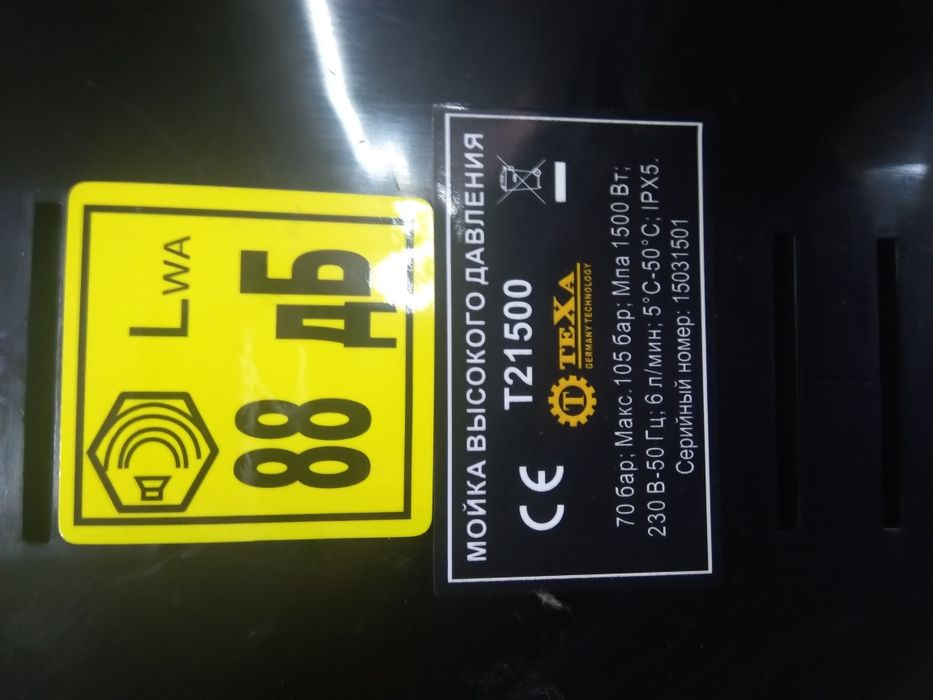 LWA
88 дБ
МОЙКА ВЫСОКОГО ДАВЛЕНИЯ
T21500
T TEXA
GERMANY TECHNOLOGY
CE
70 бар; Макс. 105 бар; Мпа 1500 Вт;
230 В-50 Гц; 6 л/мин; 5°C-50°C; IPX5.
Серийный номер: 15031501